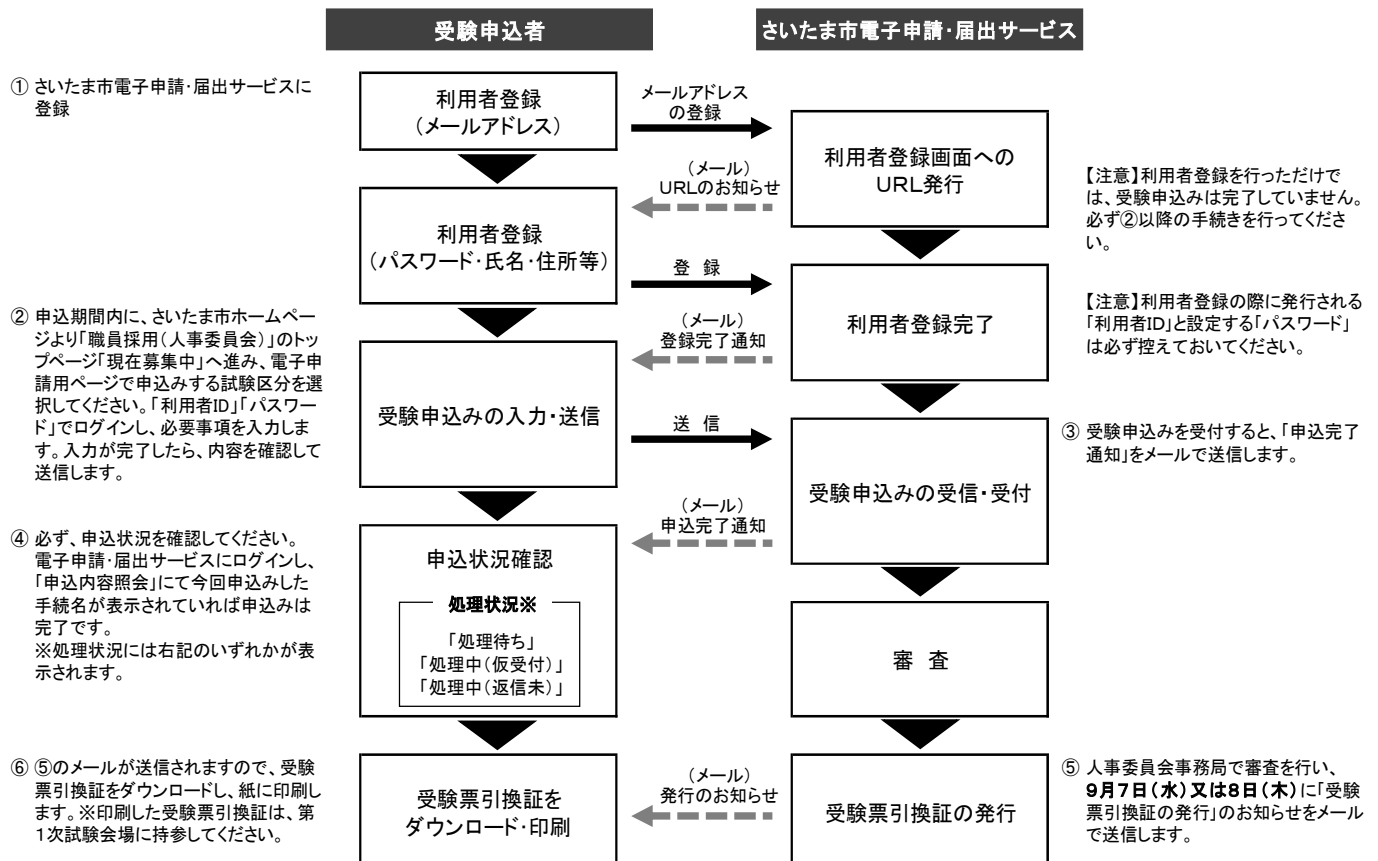 受験申込者
さいたま市電子申請・届出サービス
① さいたま市電子申請・届出サービスに
登録
利用者登録
(メールアドレス)
メールアドレス
の登録
利用者登録画面への
URL発行
(メール)
URLのお知らせ
【注意】利用者登録を行っただけで
は、受験申込みは完了していません。
必ず②以降の手続きを行ってくださ
い。
利用者登録
(パスワード・氏名・住所等)
登 録
利用者登録完了
【注意】利用者登録の際に発行される
「利用者ID」と設定する「パスワード」
は必ず控えておいてください。
(メール)
登録完了通知
② 申込期間内に、さいたま市ホームペー
ジより「職員採用(人事委員会)」のトッ
プページ「現在募集中」へ進み、電子申
請用ページで申込みする試験区分を選
択してください。「利用者ID」「パスワー
ド」でログインし、必要事項を入力しま
す。入力が完了したら、内容を確認して
送信します。
受験申込みの入力・送信
送 信
受験申込みの受信・受付
③ 受験申込みを受付すると、「申込完了
通知」をメールで送信します。
(メール)
申込完了通知
④ 必ず、申込状況を確認してください。
電子申請・届出サービスにログインし、
「申込内容照会」にて今回申込みした
手続名が表示されていれば申込みは
完了です。
※処理状況には右記のいずれかが表
示されます。
申込状況確認
処理状況※
「処理待ち」
「処理中(仮受付)」
「処理中(返信未)」
審 査
⑥ ⑤のメールが送信されますので、受験
票引換証をダウンロードし、紙に印刷し
ます。※印刷した受験票引換証は、第
1次試験会場に持参してください。
受験票引換証を
ダウンロード・印刷
(メール)
発行のお知らせ
受験票引換証の発行
⑤ 人事委員会事務局で審査を行い、
9月7日(水)又は8日(木)に「受験
票引換証の発行」のお知らせをメール
で送信します。